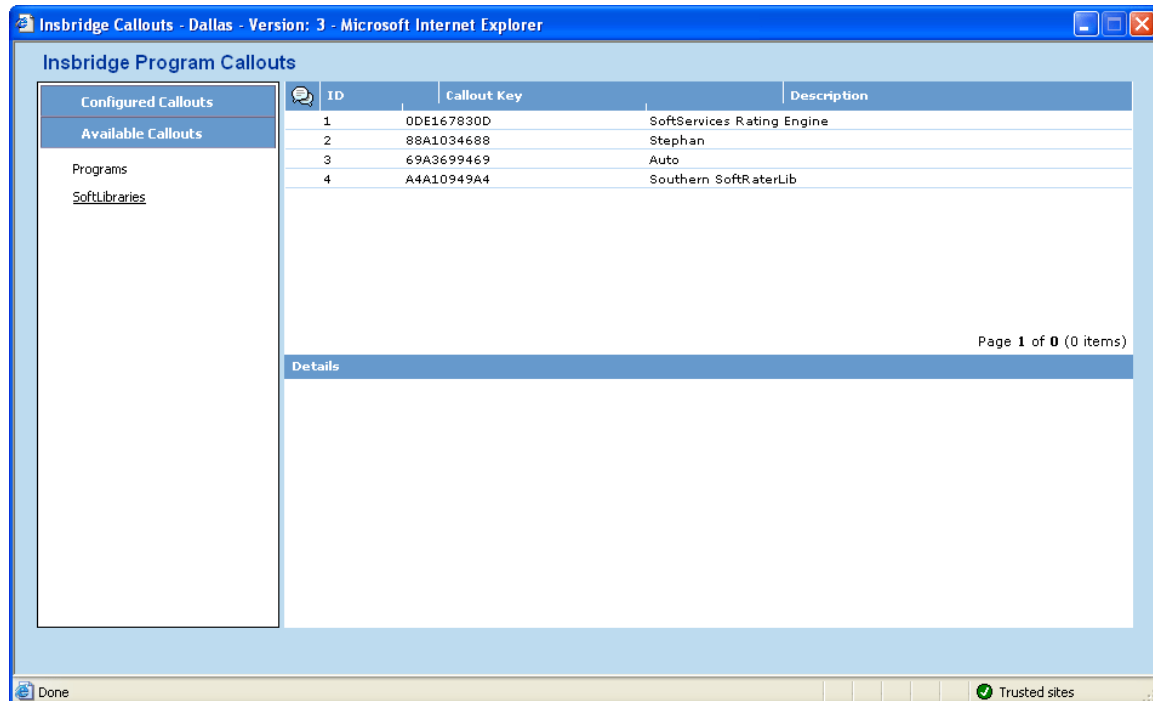 Insbridge Callouts - Dallas - Version: 3 - Microsoft Internet Explorer
Insbridge Program Callouts
Configured Callouts
Available Callouts
Programs
SoftLibraries
ID Callout Key Description
1 0DE167830D SoftServices Rating Engine
2 88A1034688 Stephan
3 69A3699469 Auto
4 A4A10949A4 Southern SoftRaterLib
Page 1 of 0 (0 items)
Details
Done
Trusted sites